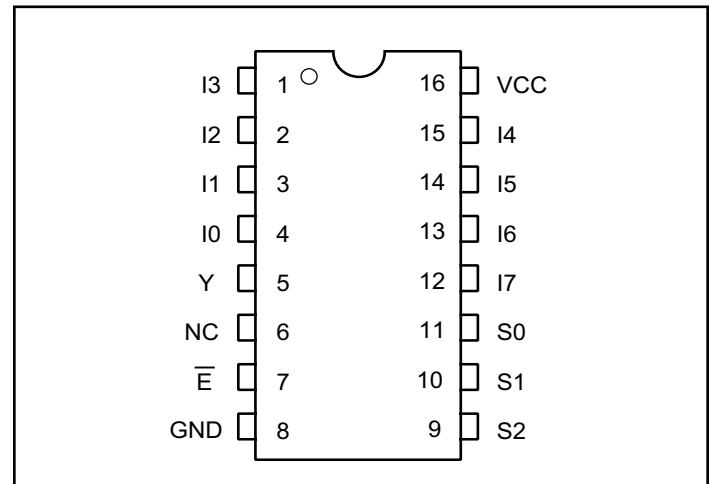 I3 1 16 VCC
I2 2 15 I4
I1 3 14 I5
I0 4 13 I6
Y 5 12 I7
NC 6 11 S0
E̅ 7 10 S1
GND 8 9 S2